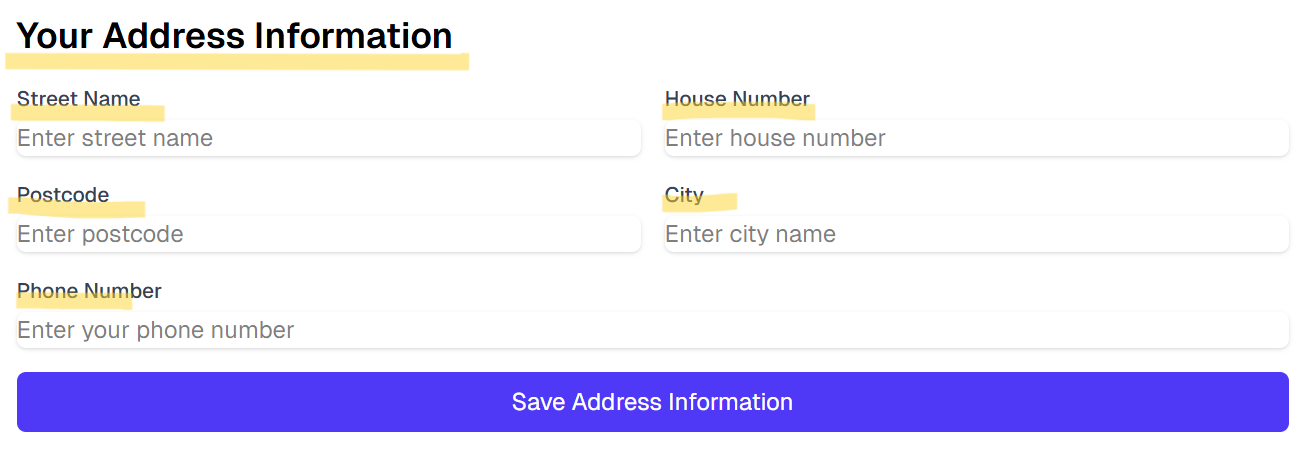 Your Address Information
Street Name
House Number
Enter street name
Enter house number
Postcode
City
Enter postcode
Enter city name
Phone Number
Enter your phone number
Save Address Information